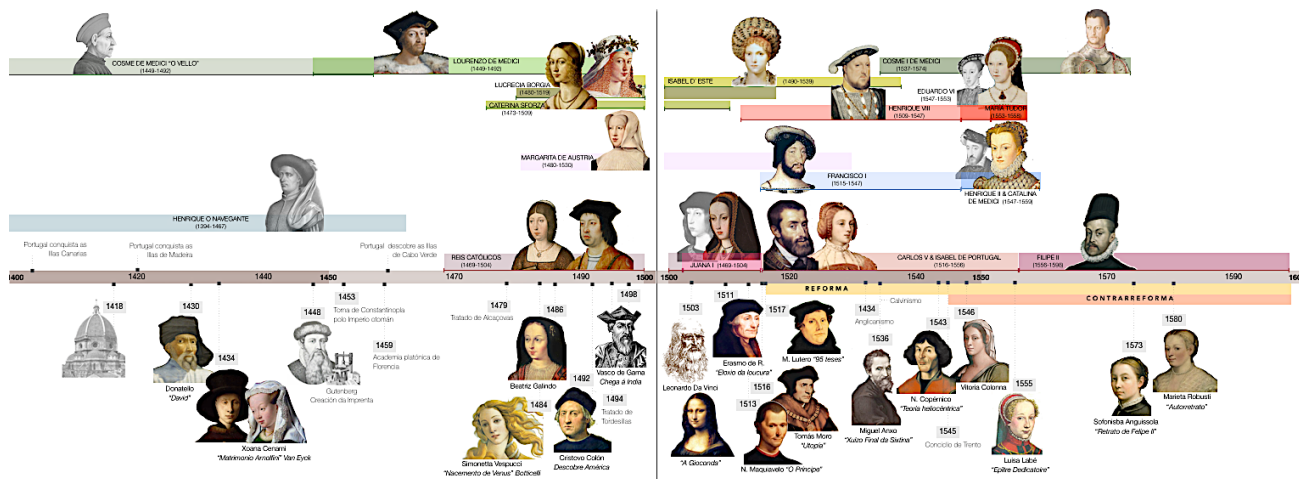 COSME DE MEDICI "O VELLO"
(1449-1492)
LOURENZO DE MEDICI
(1449-1492)
LUCRECIA BORGIA
(1480-1519)
CATERINA SFORZA
(1473-1509)
MARGARITA DE AUSTRIA
(1480-1530)
ISABEL D' ESTE
(1490-1539)
COSME I DE MEDICI
(1537-1574)
EDUARDO VI
(1547-1553)
HENRIQUE VIII
(1509-1547)
MARIA TUDOR
(1553-1558)
FRANCISCO I
(1515-1547)
HENRIQUE II & CATALINA
DE MEDICI (1547-1559)
HENRIQUE O NAVEGANTE
(1394-1467)
Portugal conquista as
Illas Canarias
Portugal conquista as
Illas de Madeira
Portugal descobre as Illas
de Cabo Verde
REIS CATÓLICOS
(1469-1504)
JUANA I (1483-1504)
CARLOS V & ISABEL DE PORTUGAL
(1516-1556)
FILIPE II
(1556-1598)
1400
1420
1440
1450
1470
1480
1500
1500
1520
1540
1550
1570
1590
REFORMA
CONTRARREFORMA
1418
1430
Donatello
"David"
1434
Xoana Cenami
"Matrimonio Arnolfini" Van Eyck
1448
Gutenberg
Creación da Imprenta
1453
Toma de Constantinopla
polo Imperio otomán
1459
Academia platónica de
Florencia
1479
Tratado de Alcaçovas
1486
Beatriz Galindo
1484
Simonetta Vespucci
"Nacemento de Venus" Botticelli
1492
Cristovo Colón
Descobre América
1498
Vasco de Gama
Chega á India
1494
Tratado de
Tordesillas
1503
Leonardo Da Vinci
"A Gioconda"
1511
Erasmo de R.
"Eloxio da loucura"
1513
N. Maquiavelo "O Príncipe"
1517
M. Lutero "95 teses"
1516
Tomás Moro
"Utopía"
Calvinismo
1434
Anglicanismo
1536
Miguel Anxo
"Xuízo Final da Sixtina"
1543
N. Copérnico
"Teoría heliocéntrica"
1545
Concilio de Trento
1546
Vitoria Colonna
1555
Luisa Labé
"Epître Dedicatoire"
1573
Sofonisba Anguissola
"Retrato de Felipe II"
1580
Marieta Robusti
"Autorretrato"